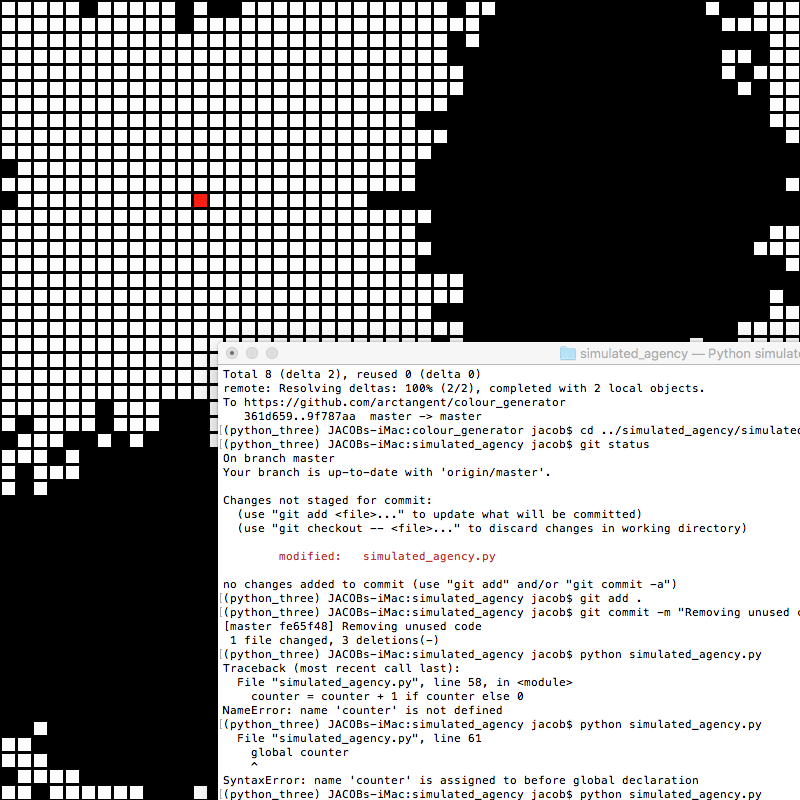 simulated_agency — Python simulat
Total 8 (delta 2), reused 0 (delta 0)
remote: Resolving deltas: 100% (2/2), completed with 2 local objects.
To https://github.com/arctangent/colour_generator
   361d659..9f787aa  master -> master
[(python_three) JACOBs-iMac:colour_generator jacob$ cd ../simulated_agency/simulated
[(python_three) JACOBs-iMac:simulated_agency jacob$ git status
On branch master
Your branch is up-to-date with 'origin/master'.
Changes not staged for commit:
  (use "git add <file>..." to update what will be committed)
  (use "git checkout -- <file>..." to discard changes in working directory)
        modified:   simulated_agency.py
no changes added to commit (use "git add" and/or "git commit -a")
[(python_three) JACOBs-iMac:simulated_agency jacob$ git add .
[(python_three) JACOBs-iMac:simulated_agency jacob$ git commit -m "Removing unused c
[master fe65f48] Removing unused code
 1 file changed, 3 deletions(-)
[(python_three) JACOBs-iMac:simulated_agency jacob$ python simulated_agency.py
Traceback (most recent call last):
  File "simulated_agency.py", line 58, in <module>
    counter = counter + 1 if counter else 0
NameError: name 'counter' is not defined
[(python_three) JACOBs-iMac:simulated_agency jacob$ python simulated_agency.py
  File "simulated_agency.py", line 61
    global counter
    ^
SyntaxError: name 'counter' is assigned to before global declaration
[(python_three) JACOBs-iMac:simulated_agency jacob$ python simulated_agency.py